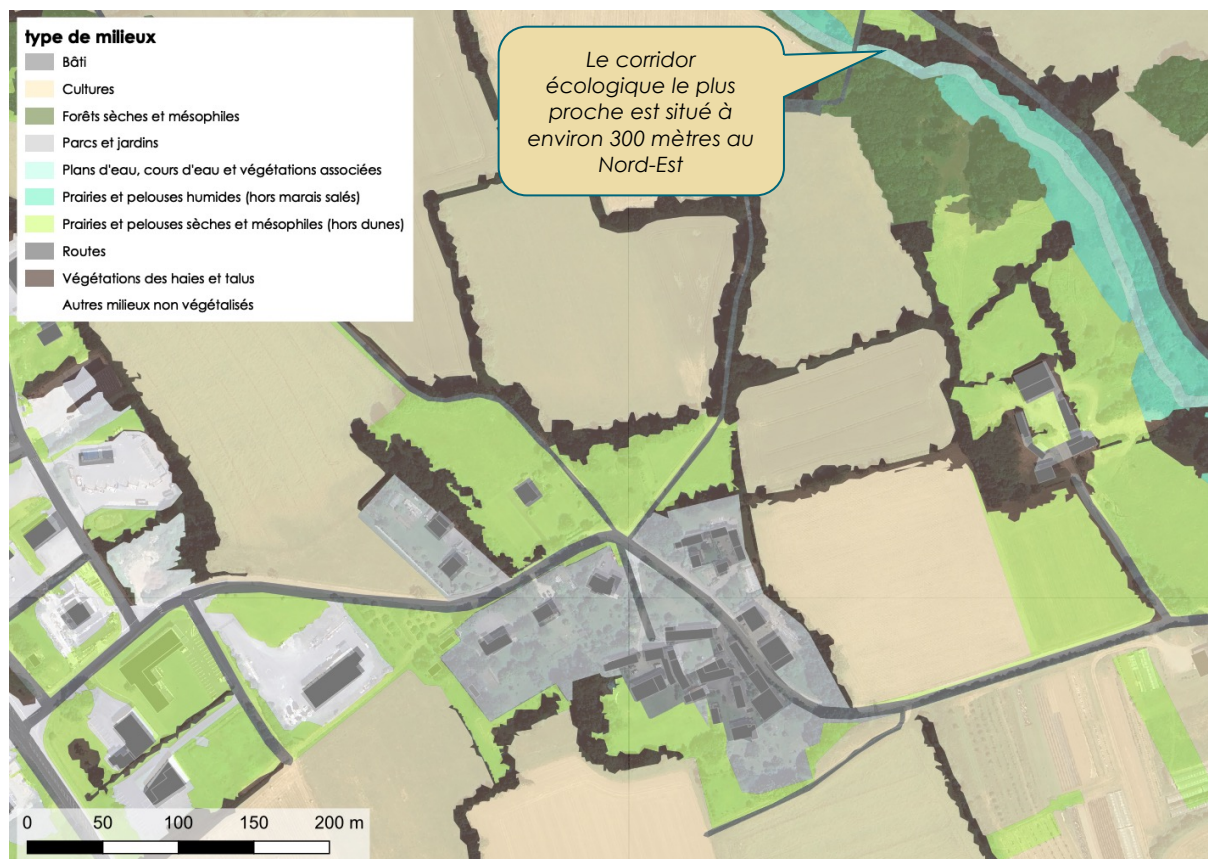 type de milieu
Bâti
Cultures
Forêts sèches et mésophiles
Parcs et jardins
Plans d'eau, cours d'eau et végétations associées
Prairies et pelouses humides (hors marais salés)
Prairies et pelouses sèches et mésophiles (hors dunes)
Routes
Végétations des haies et talus
Autres milieux non végétalisés
Le corridor
écologique le plus
proche est situé à
environ 300 mètres au
Nord-Est
0 50 100 150 200 m